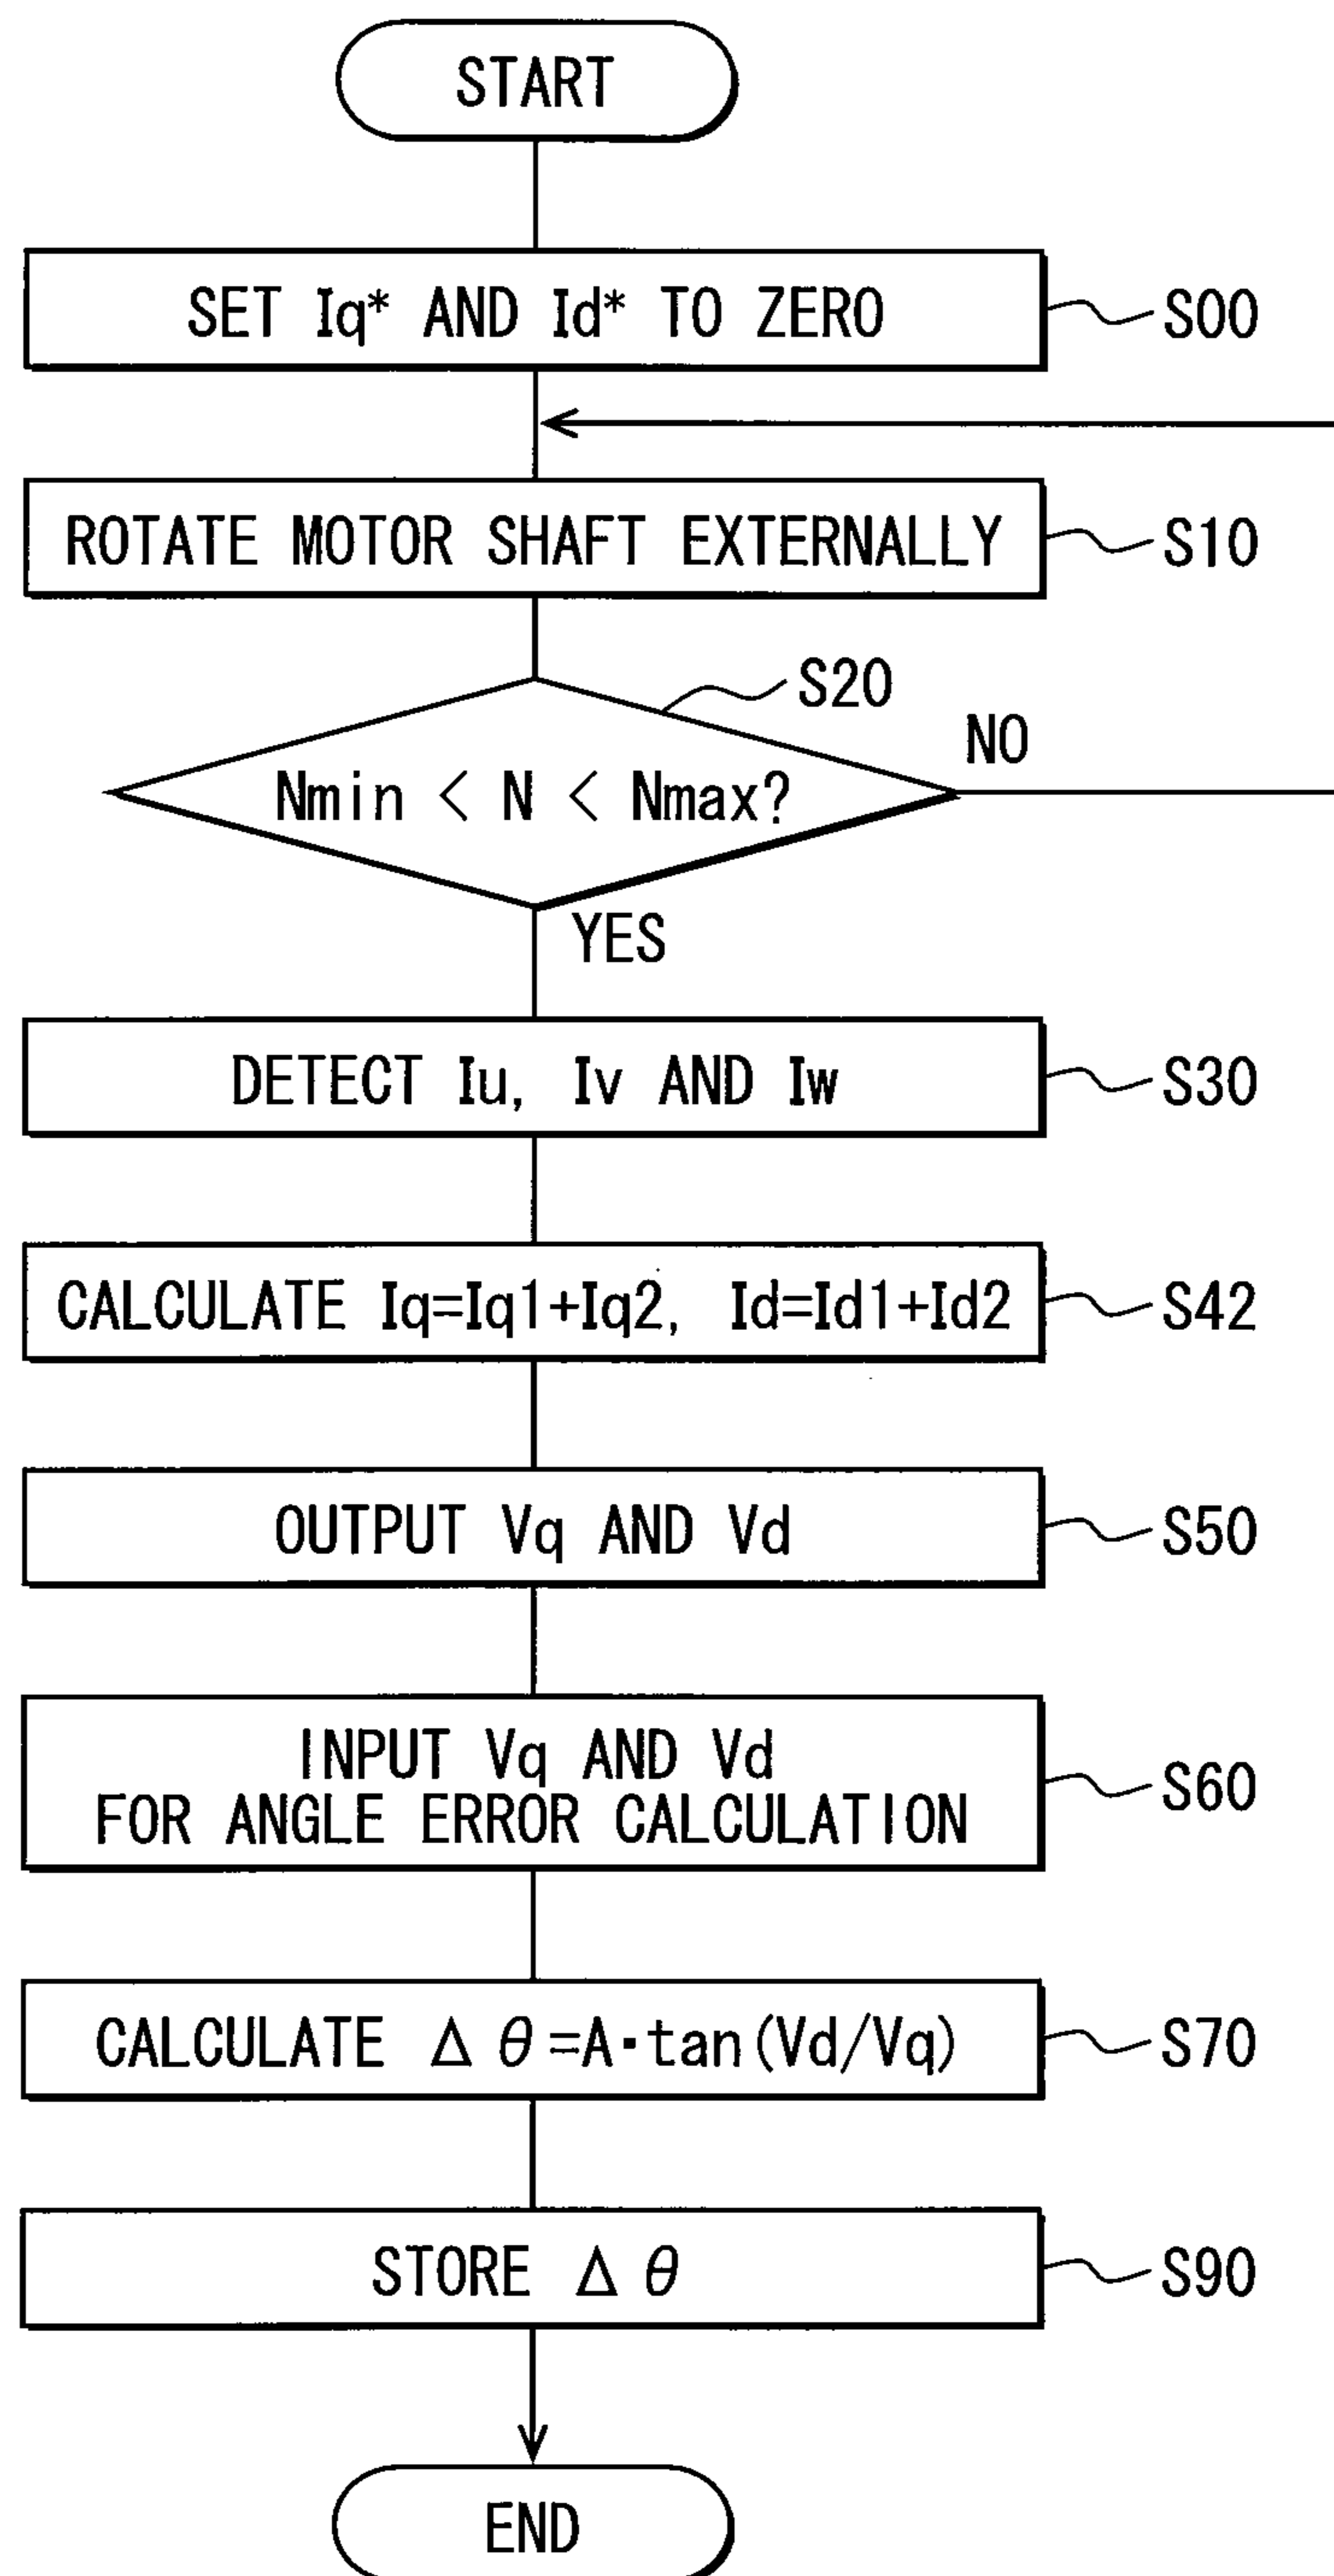 START
SET Iq* AND Id* TO ZERO
S00
ROTATE MOTOR SHAFT EXTERNALLY
S10
S20
Nmin < N < Nmax?
NO
YES
DETECT Iu, Iv AND Iw
S30
CALCULATE Iq=Iq1+Iq2, Id=Id1+Id2
S42
OUTPUT Vq AND Vd
S50
INPUT Vq AND Vd
FOR ANGLE ERROR CALCULATION
S60
CALCULATE Δθ=A·tan(Vd/Vq)
S70
STORE Δθ
S90
END